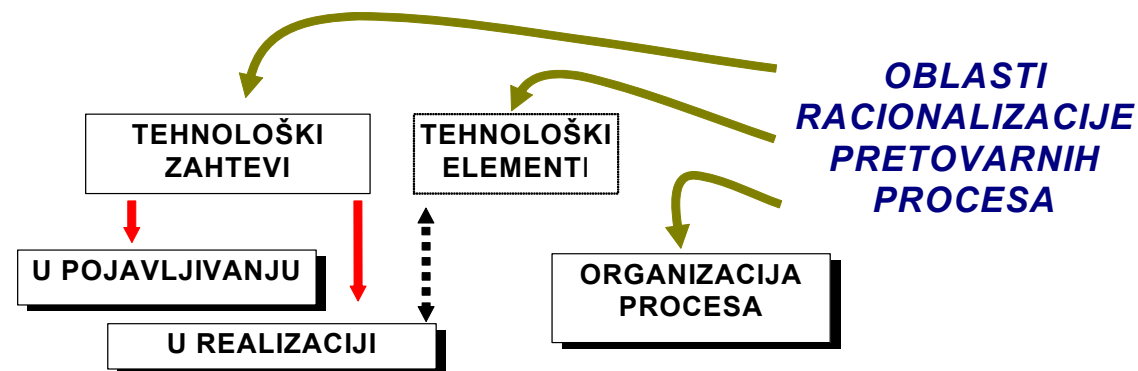 OBLASTI
RACIONALIZACIJE
PRETOVARNIH
PROCESA
TEHNOLOŠKI
ZAHTEVI
TEHNOLOŠKI
ELEMENTI
U POJAVLJIVANJU
U REALIZACIJI
ORGANIZACIJA
PROCESA